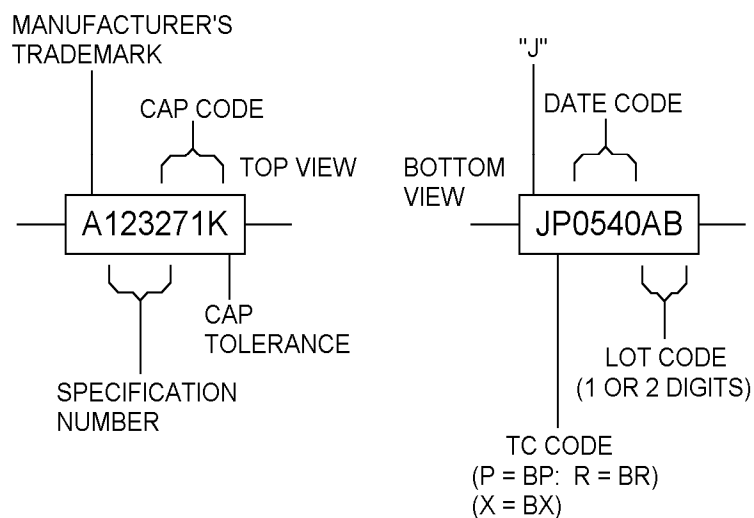 MANUFACTURER'S
TRADEMARK
CAP CODE
TOP VIEW
A123271K
CAP
TOLERANCE
SPECIFICATION
NUMBER
"J"
DATE CODE
BOTTOM
VIEW
JP0540AB
LOT CODE
(1 OR 2 DIGITS)
TC CODE
(P = BP:  R = BR)
(X = BX)